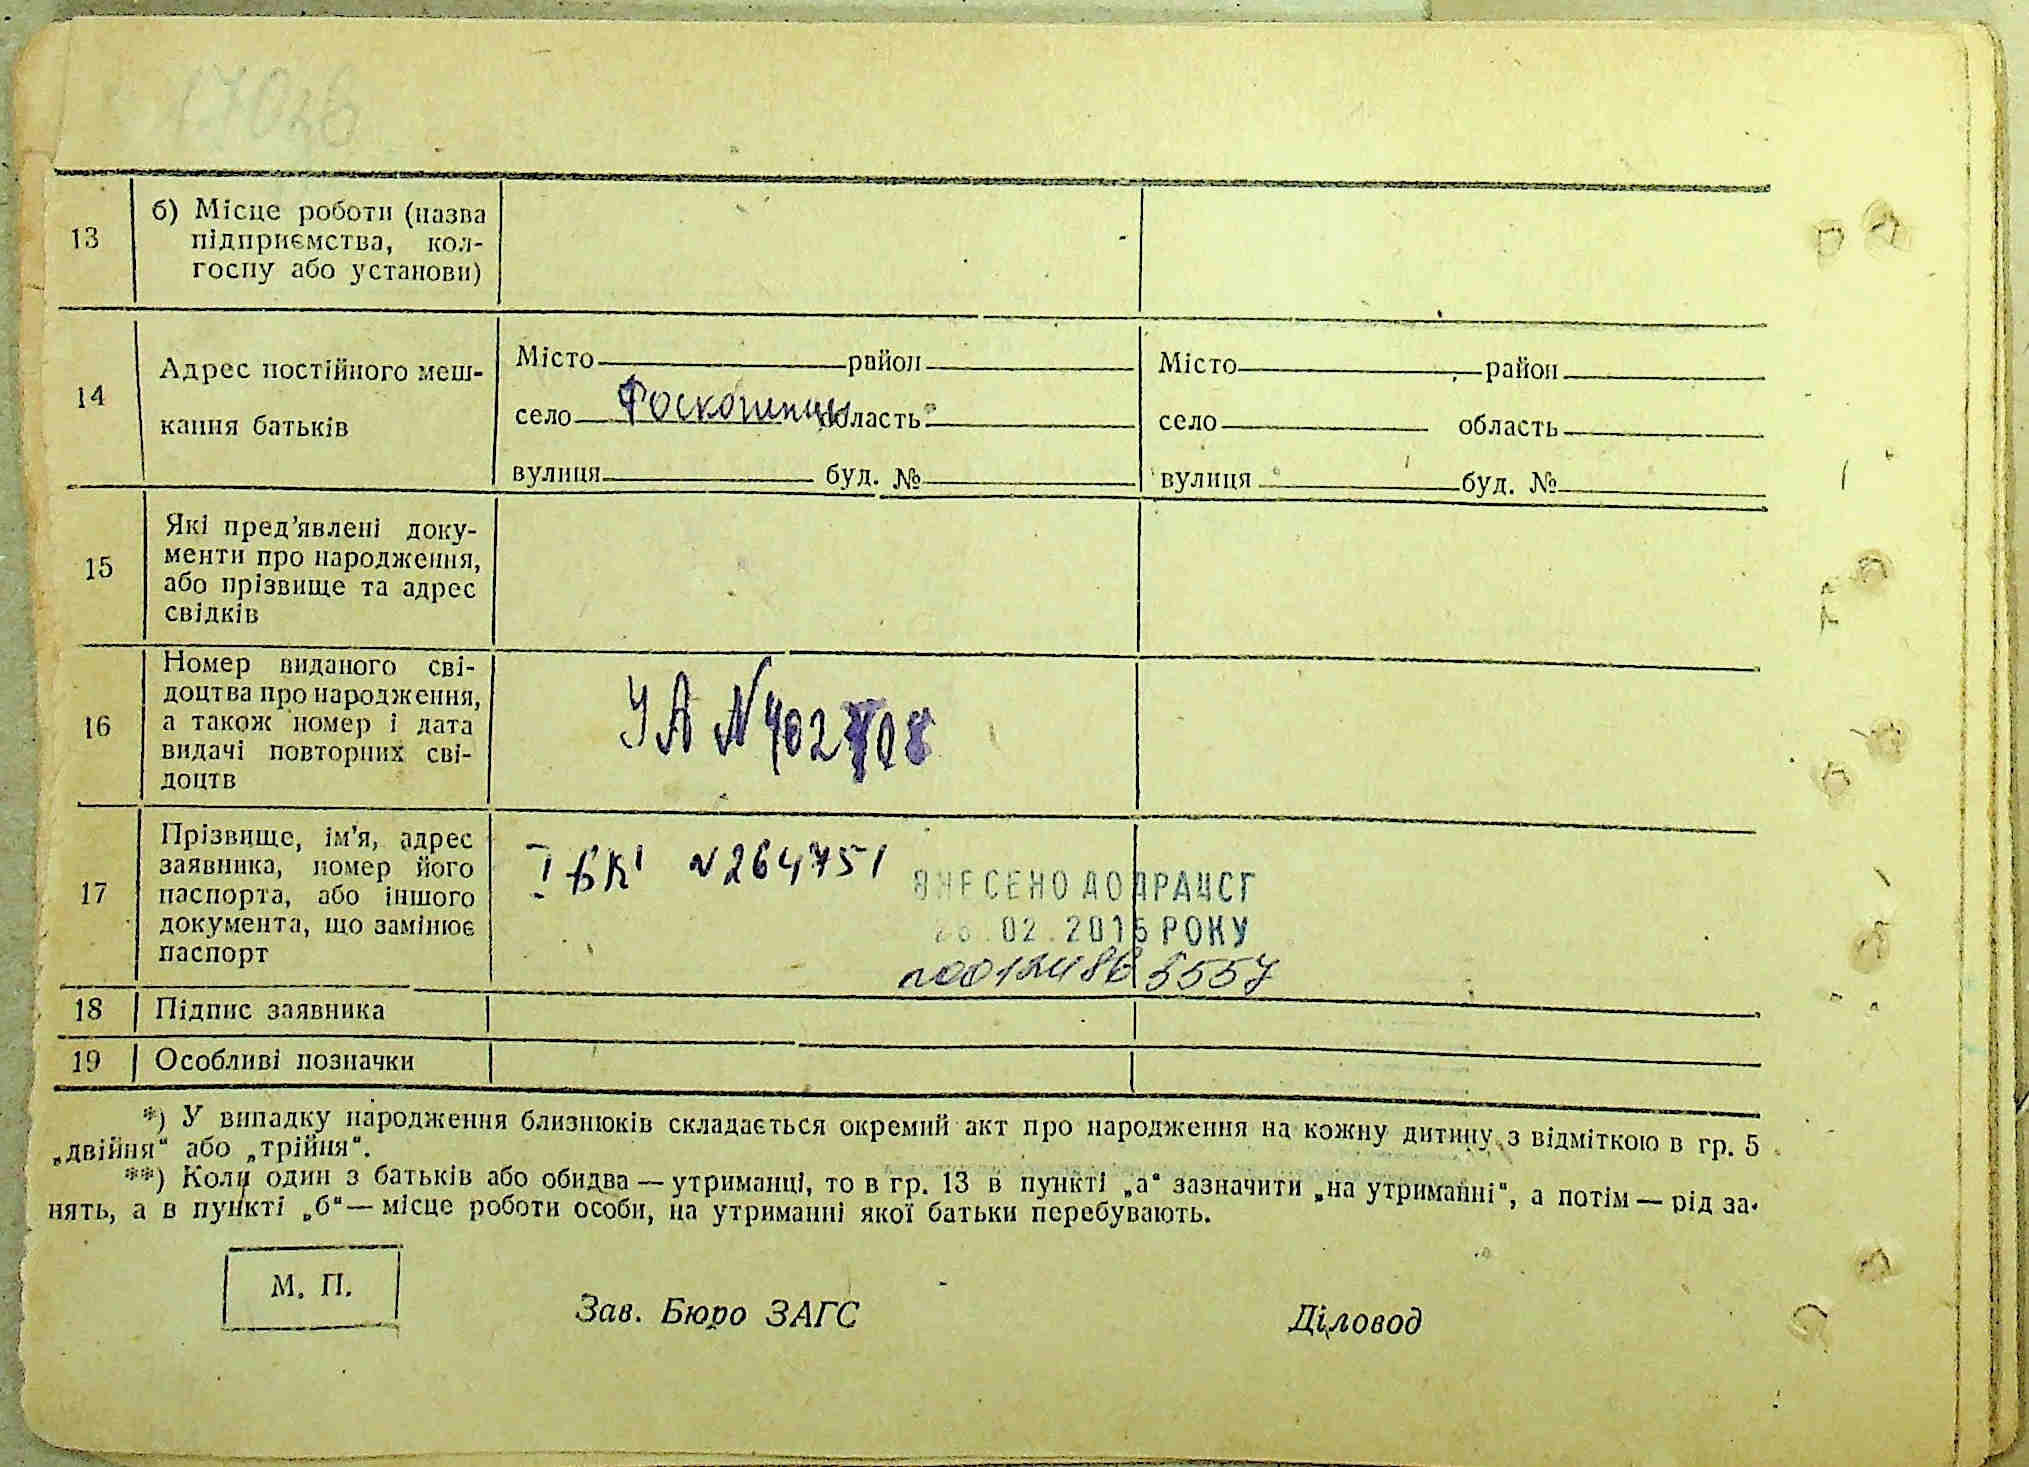 170зв
13
б) Місце роботи (назва
підприємства, кол-
госпу або установи)
14
Адрес постійного меш-
кання батьків
Місто район
село Роскошенци область
вулиця буд. №
Місто район
село область
вулиця буд. №
15
Які пред’явлені доку-
менти про народження,
або прізвище та адрес
свідків
16
Номер виданого сві-
доцтва про народження,
а також номер і дата
видачі повторних сві-
доцтв
УА N 402708
17
Прізвище, ім’я, адрес
заявника, номер його
паспорта, або іншого
документа, що замінює
паспорт
I БК N 264751
ВНЕСЕНО ДО ДРАЦСГ
26.02.2015 РОКУ
18
Підпис заявника
19
Особливі позначки
*) У випадку народження близнюків складається окремий акт про народження на кожну дитину з відміткою в гр. 5
„двійня“ або „трійня“.
**) Коли один з батьків або обидва — утриманці, то в гр. 13 в пункті „а“ зазначити „на утриманні“, а потім — рід за-
нять, а в пункті „б“ — місце роботи особи, на утриманні якої батьки перебувають.
М. П.
Зав. Бюро ЗАГС
Діловод